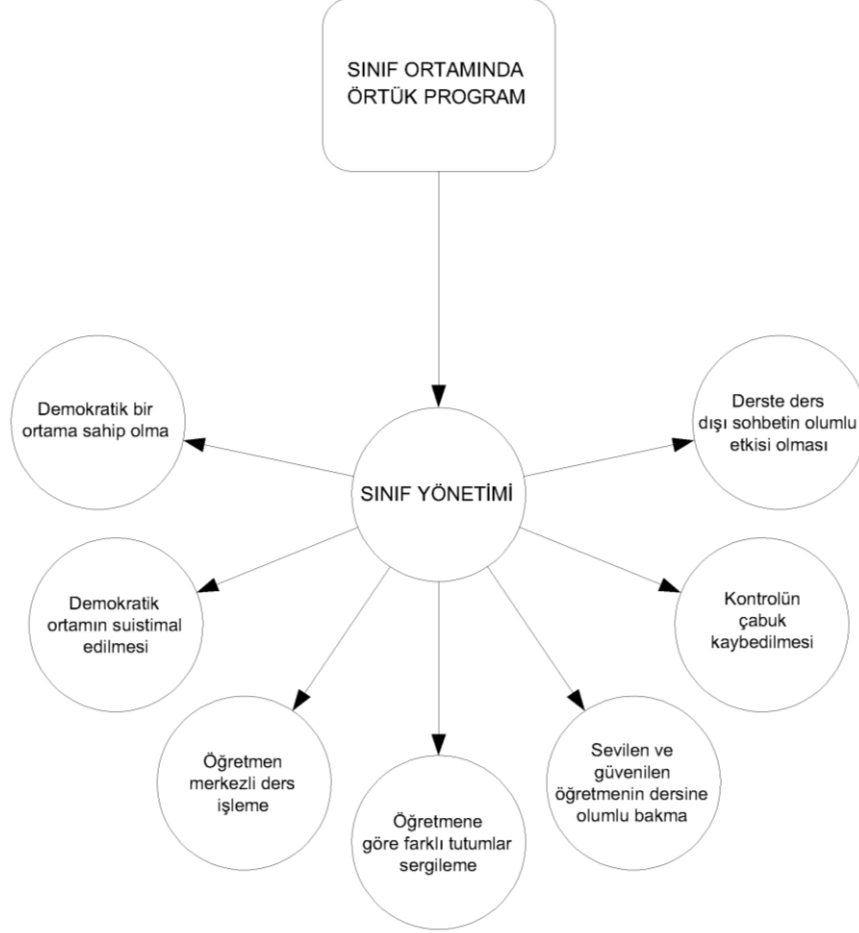 SINIF ORTAMINDA
ÖRTÜK PROGRAM
Demokratik bir
ortama sahip olma
Derste ders
dışı sohbetin olumlu
etkisi olması
SINIF YÖNETİMİ
Demokratik
ortamın suistimal
edilmesi
Kontrolün
çabuk
kaybedilmesi
Öğretmen
merkezli ders
işleme
Öğretmene
göre farklı tutumlar
sergileme
Sevilen ve
güvenilen
öğretmenin dersine
olumlu bakma